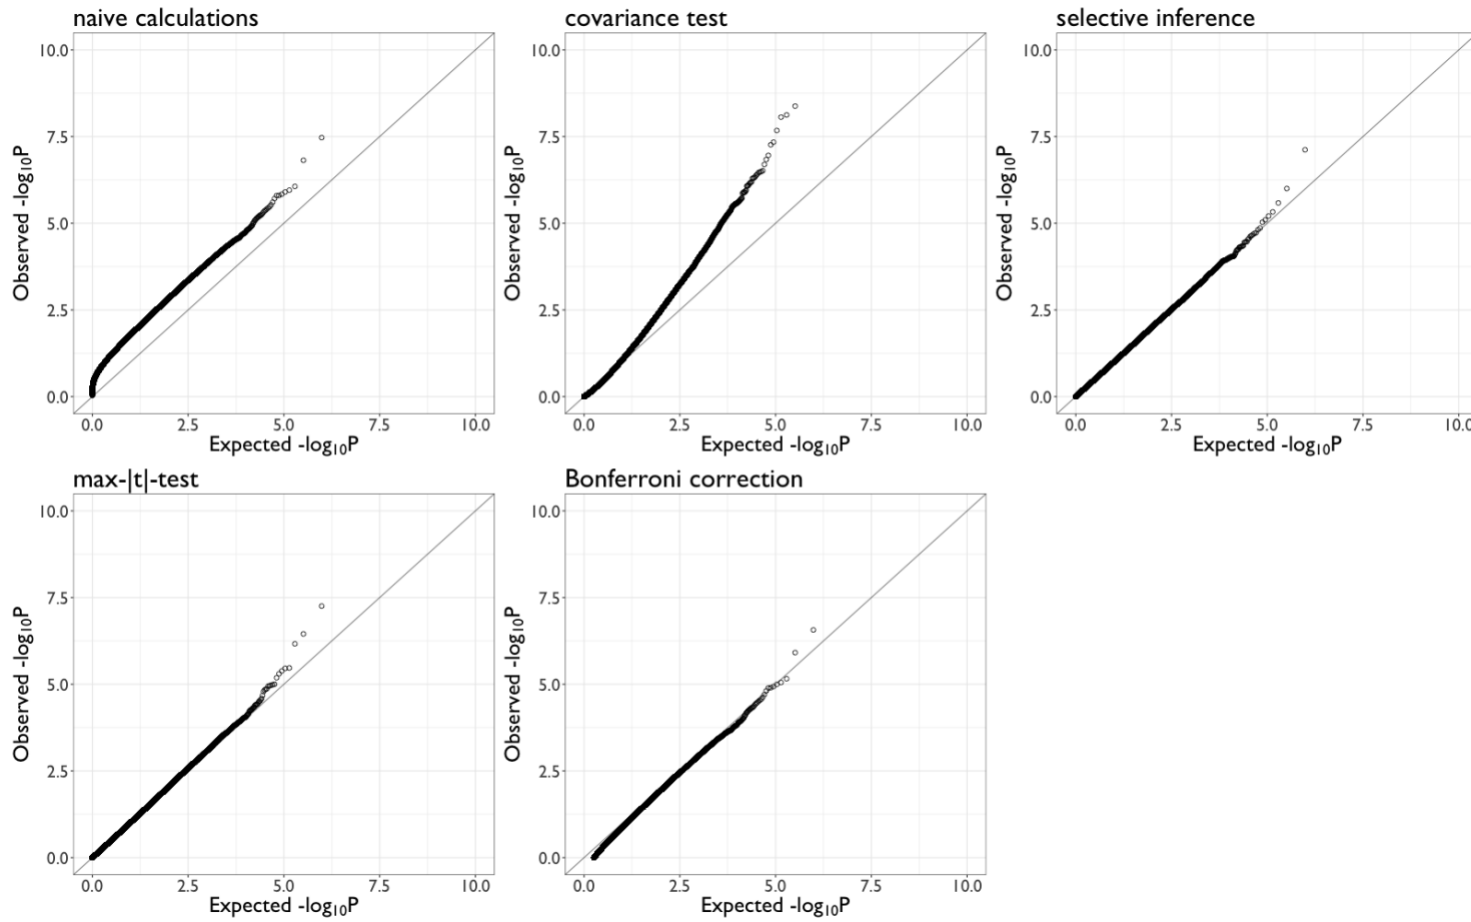 naive calculations
10.0
7.5
5.0
2.5
0.0
Observed -log10P
0.0 2.5 5.0 7.5 10.0
Expected -log10P
covariance test
10.0
7.5
5.0
2.5
0.0
Observed -log10P
0.0 2.5 5.0 7.5 10.0
Expected -log10P
selective inference
10.0
7.5
5.0
2.5
0.0
Observed -log10P
0.0 2.5 5.0 7.5 10.0
Expected -log10P
max-|t|-test
10.0
7.5
5.0
2.5
0.0
Observed -log10P
0.0 2.5 5.0 7.5 10.0
Expected -log10P
Bonferroni correction
10.0
7.5
5.0
2.5
0.0
Observed -log10P
0.0 2.5 5.0 7.5 10.0
Expected -log10P